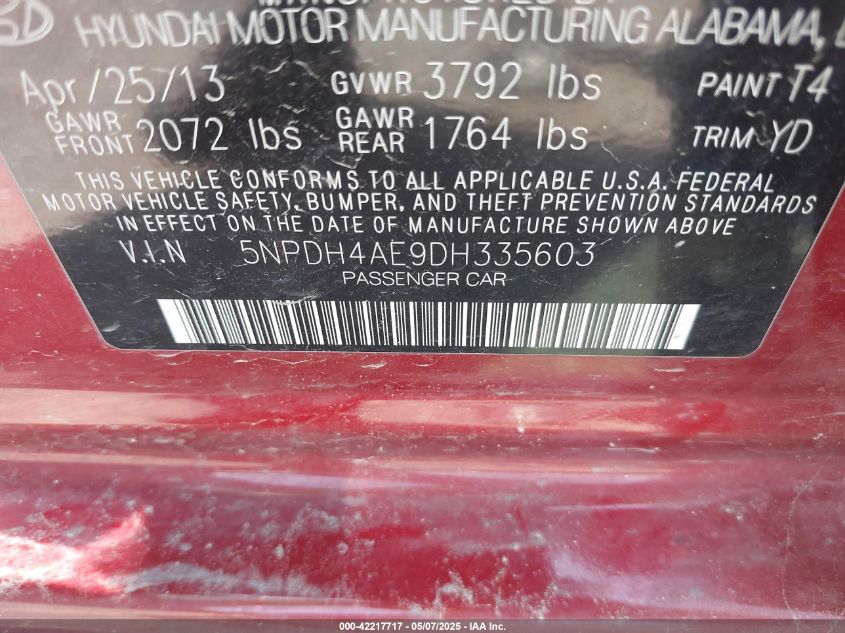 MANUFACTURED BY
HYUNDAI MOTOR MANUFACTURING ALABAMA,
Apr/25/13 GVWR 3792 lbs PAINT T4
GAWR FRONT 2072 lbs GAWR REAR 1764 lbs TRIM YD
THIS VEHICLE CONFORMS TO ALL APPLICABLE U.S.A. FEDERAL
MOTOR VEHICLE SAFETY, BUMPER, AND THEFT PREVENTION STANDARDS
IN EFFECT ON THE DATE OF MANUFACTURE SHOWN ABOVE
V.I.N 5NPDH4AE9DH335603
PASSENGER CAR
000-42217717 - 05/07/2025 - IAA Inc.